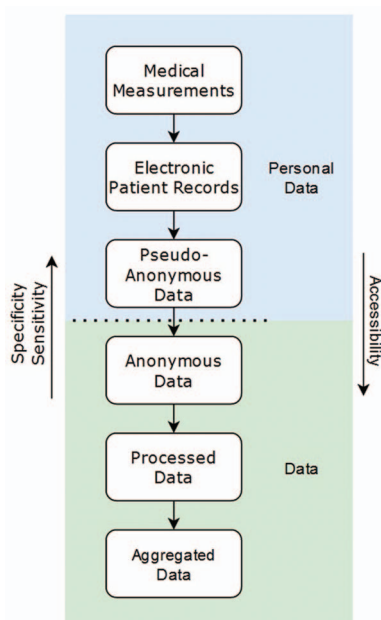 Medical
Measurements
Electronic
Patient Records
Personal
Data
Pseudo-
Anonymous
Data
Specificity
Sensitivity
Accessibility
Anonymous
Data
Processed
Data
Data
Aggregated
Data